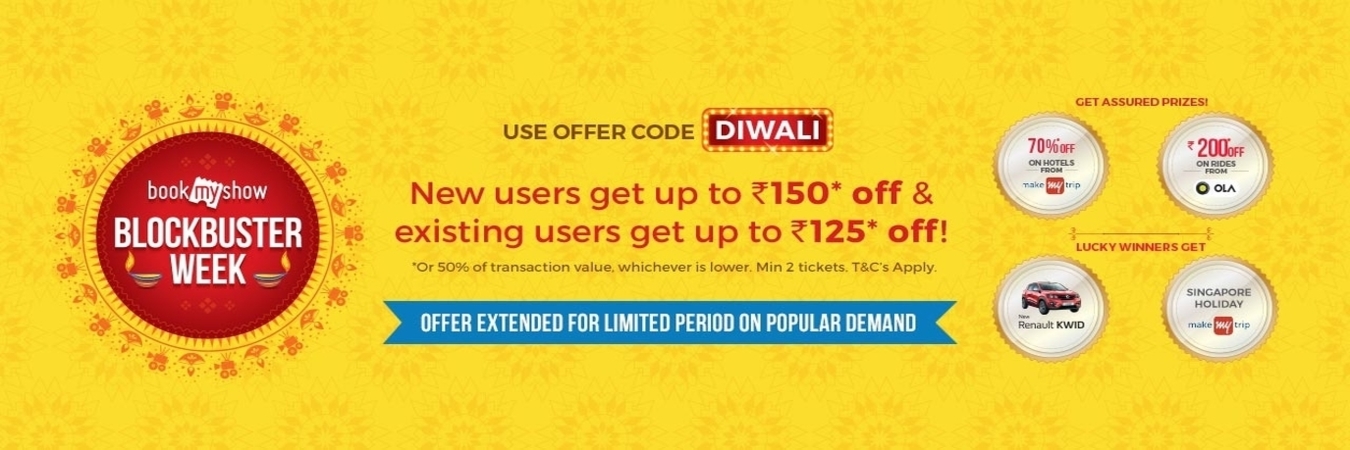 bookmyshow
BLOCKBUSTER
WEEK
USE OFFER CODE DIWALI
New users get up to ₹150* off &
existing users get up to ₹125* off!
*Or 50% of transaction value, whichever is lower. Min 2 tickets. T&C's Apply.
OFFER EXTENDED FOR LIMITED PERIOD ON POPULAR DEMAND
GET ASSURED PRIZES!
70%*OFF
ON HOTELS
FROM
make my trip
₹200*OFF
ON RIDES
FROM
OLA
LUCKY WINNERS GET
New
Renault KWID
SINGAPORE
HOLIDAY
make my trip